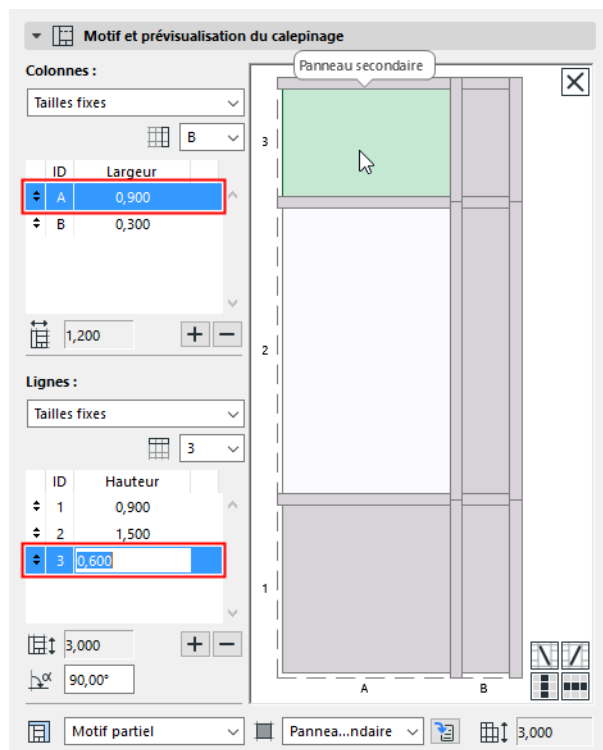 Motif et prévisualisation du calepinage
Colonnes :
Tailles fixes
B
ID Largeur
A 0,900
B 0,300
1,200
Lignes :
Tailles fixes
3
ID Hauteur
1 0,900
2 1,500
3 0,600
3,000
α 90,00°
Panneau secondaire
3
2
1
A B
Motif partiel
Pannea...ndaire
3,000